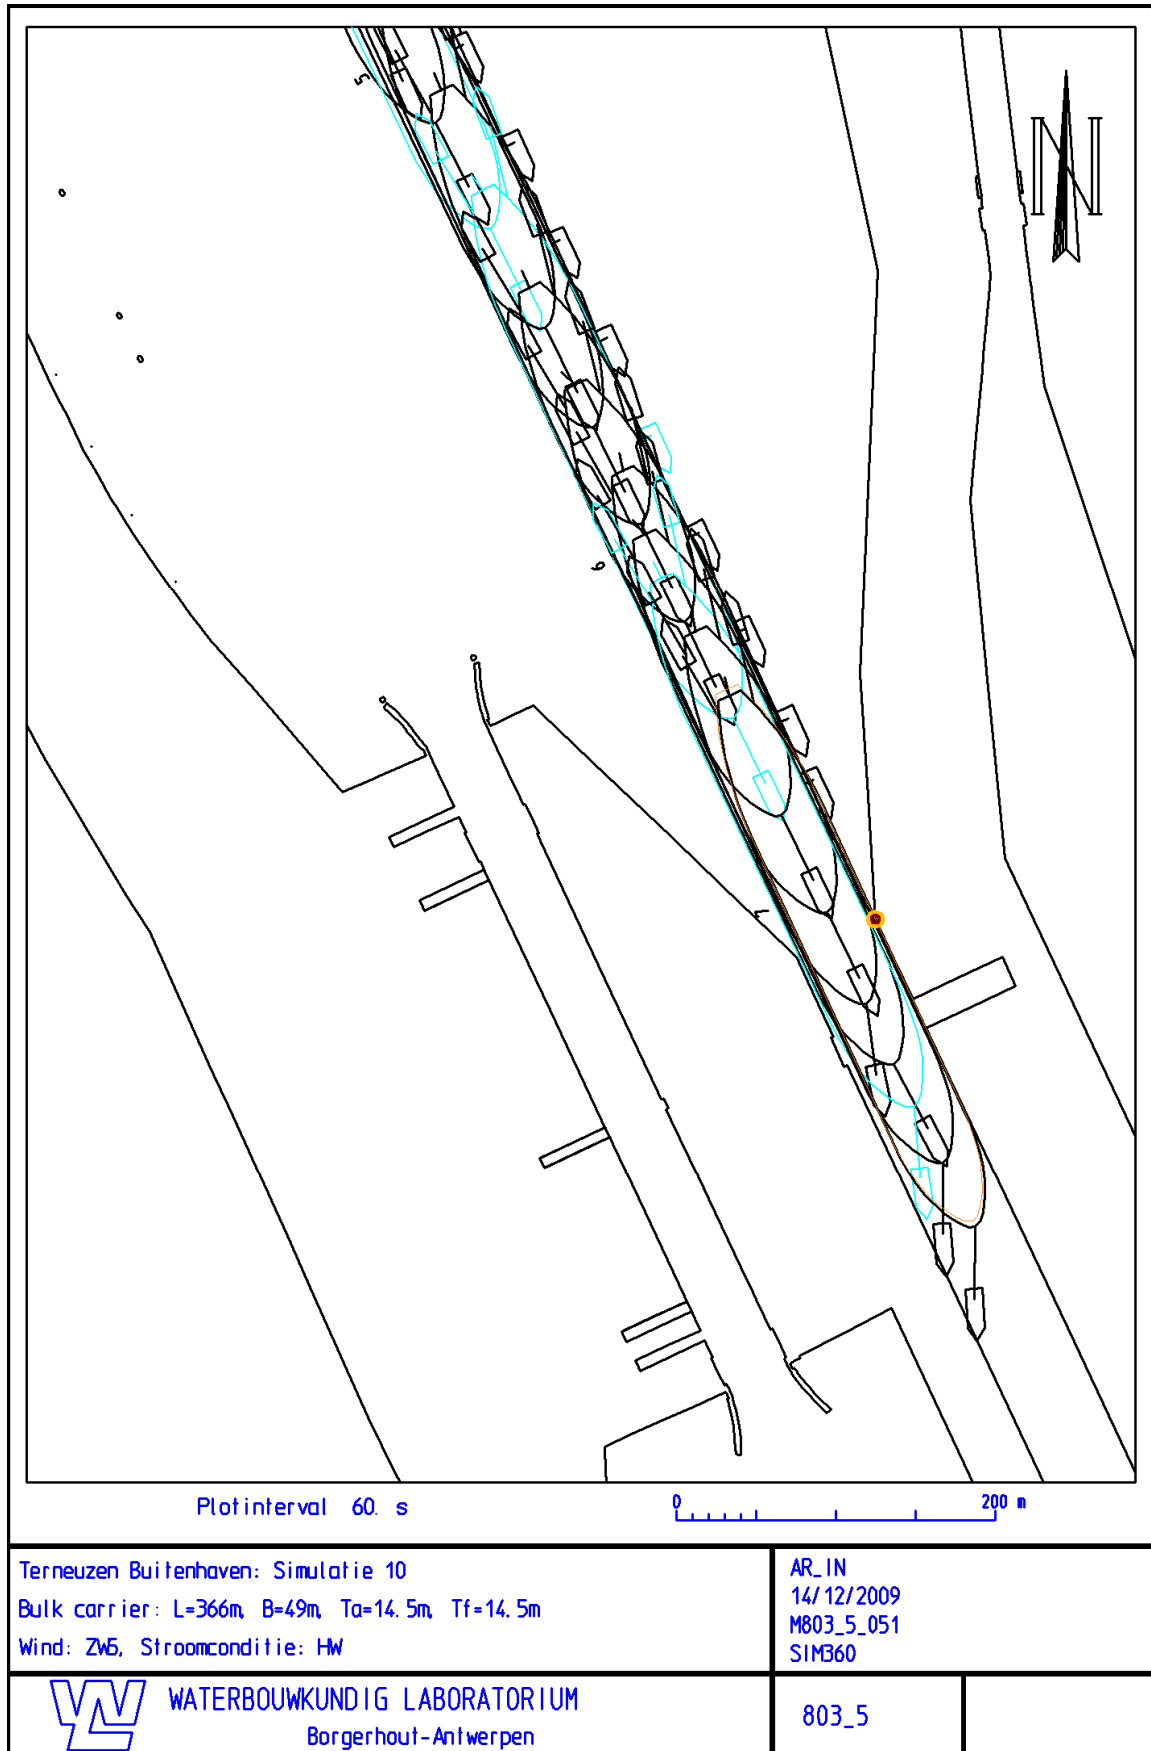 5
N
6
7
Plotinterval 60. s
0 200 m
Terneuzen Buitenhaven: Simulatie 10
Bulk carrier: L=366m, B=49m, Ta=14.5m, Tf=14.5m
Wind: ZW5, Stroomconditie: HW
AR_IN
14/12/2009
M803_5_051
SIM360
WL
WATERBOUWKUNDIG LABORATORIUM
Borgerhout-Antwerpen
803_5